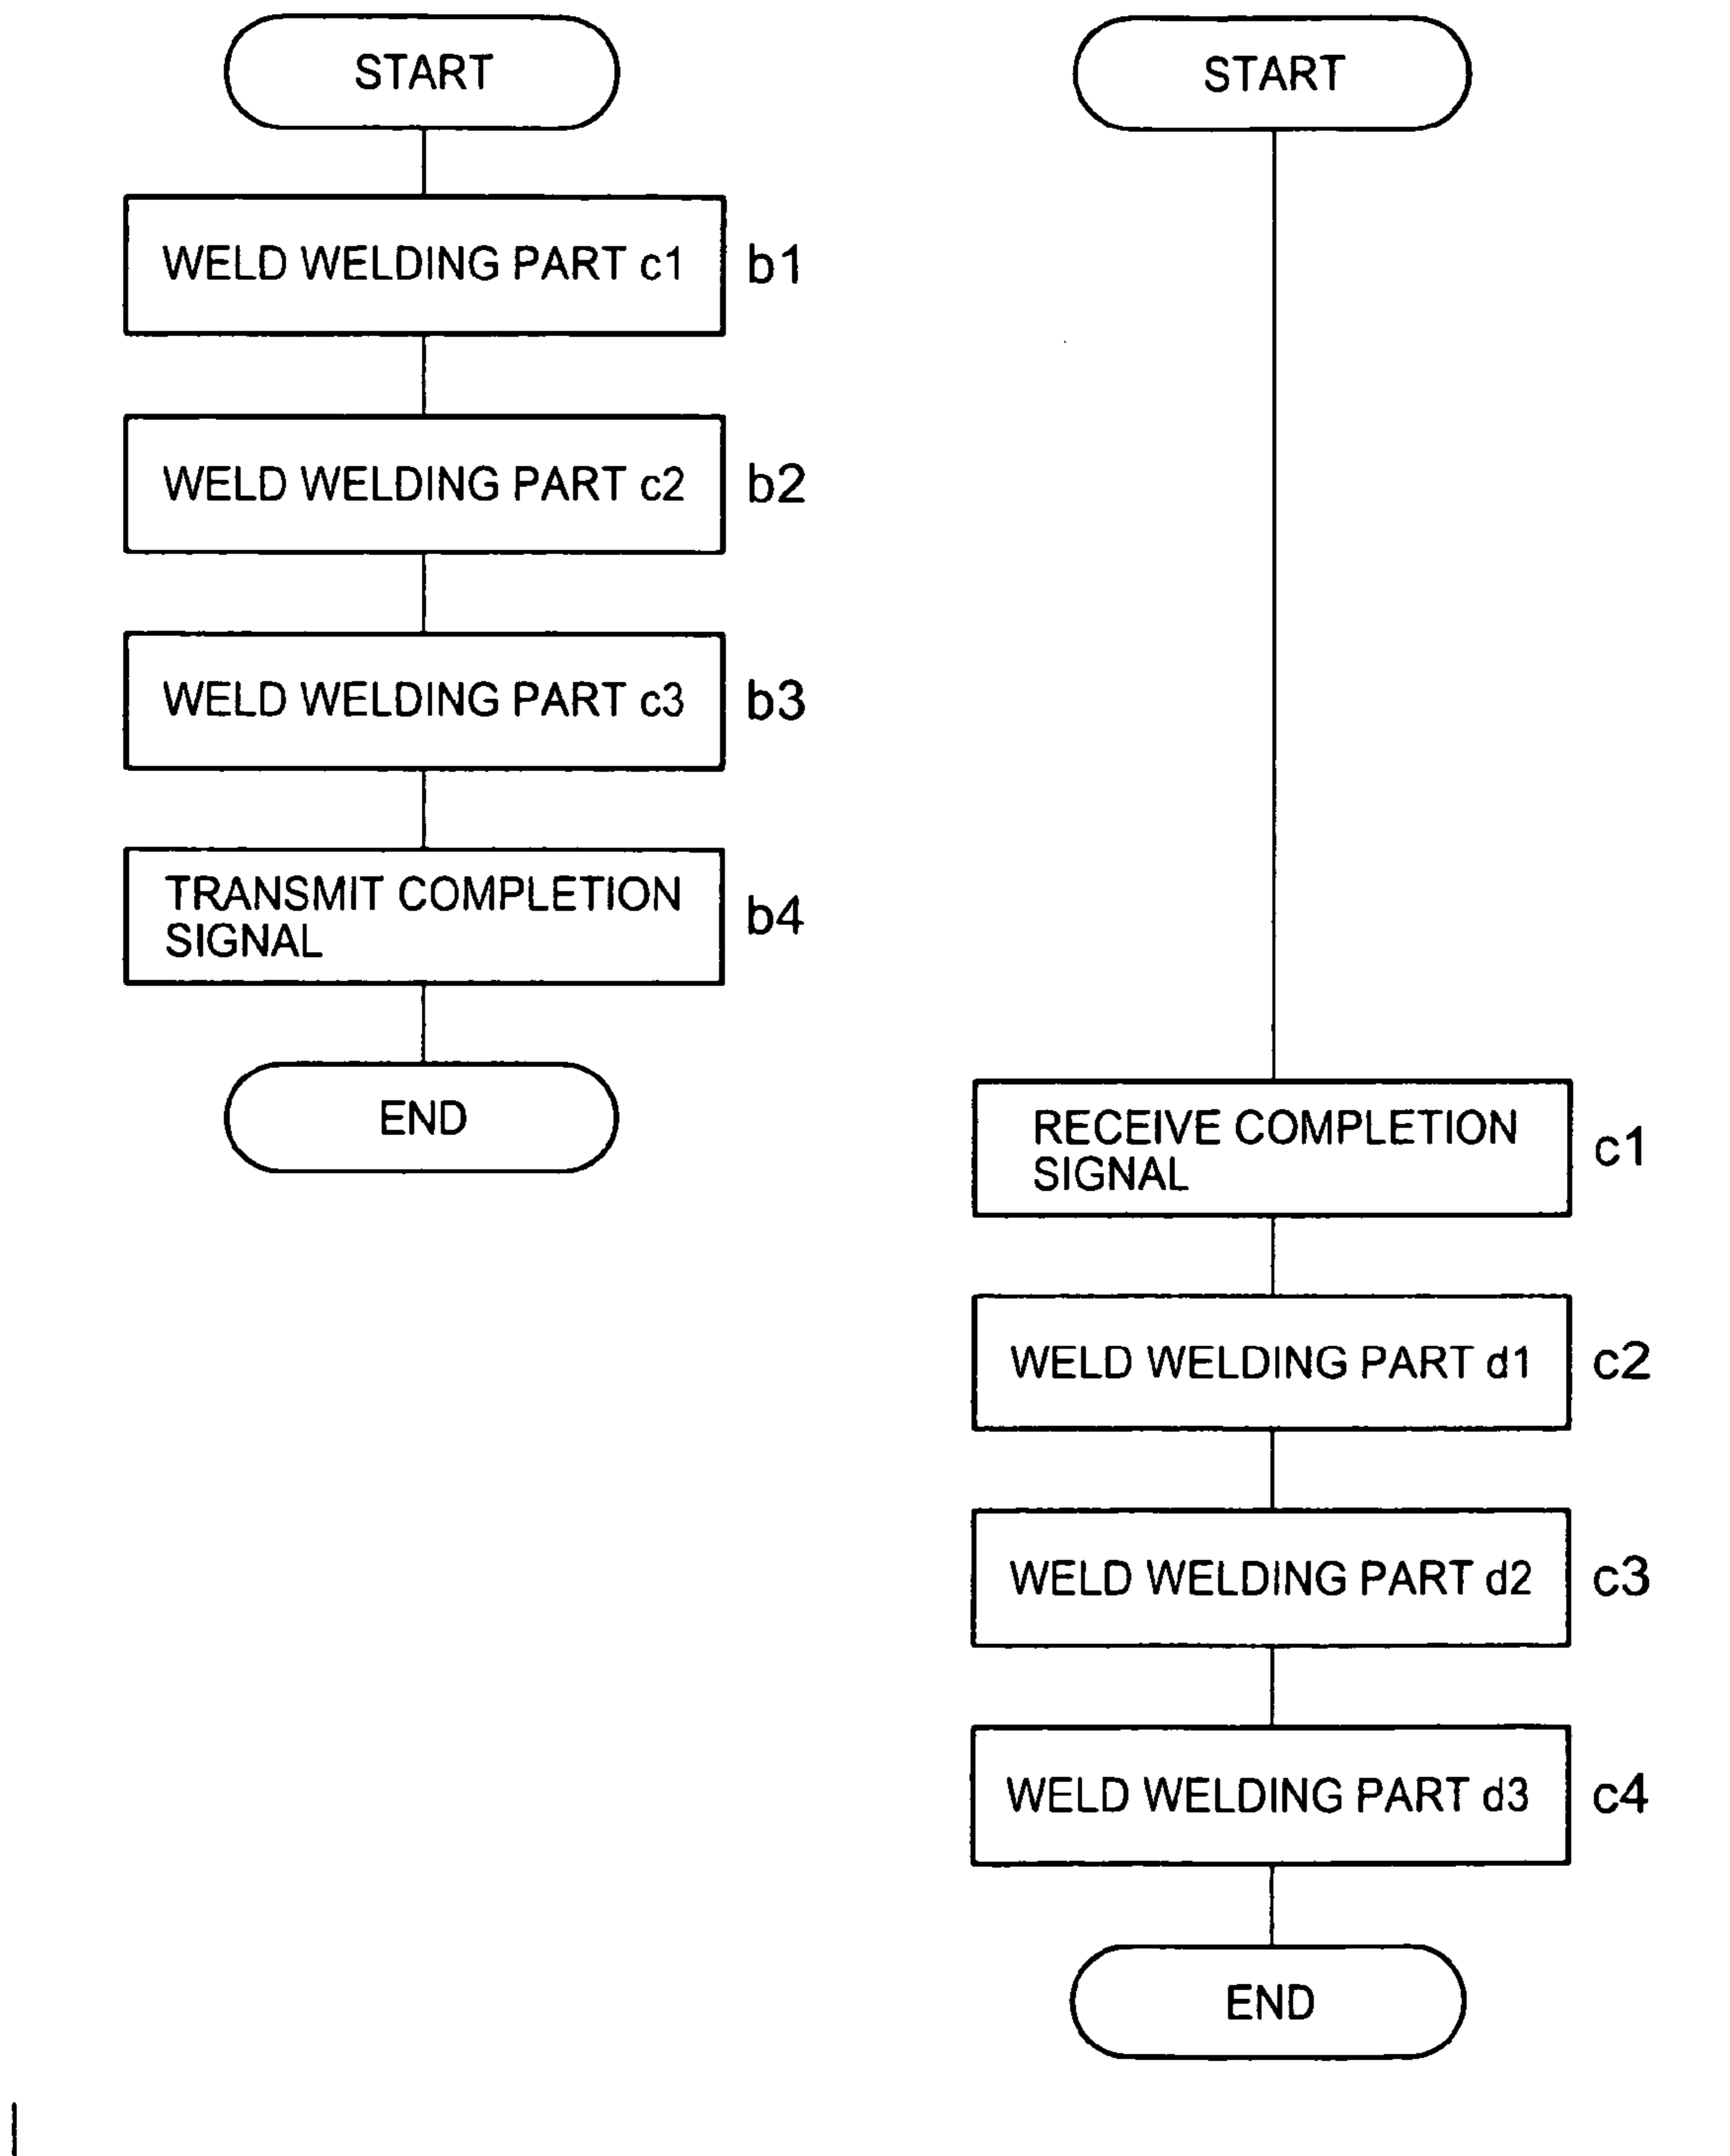 START
WELD WELDING PART c1
b1
WELD WELDING PART c2
b2
WELD WELDING PART c3
b3
TRANSMIT COMPLETION
SIGNAL
b4
END
START
RECEIVE COMPLETION
SIGNAL
c1
WELD WELDING PART d1
c2
WELD WELDING PART d2
c3
WELD WELDING PART d3
c4
END